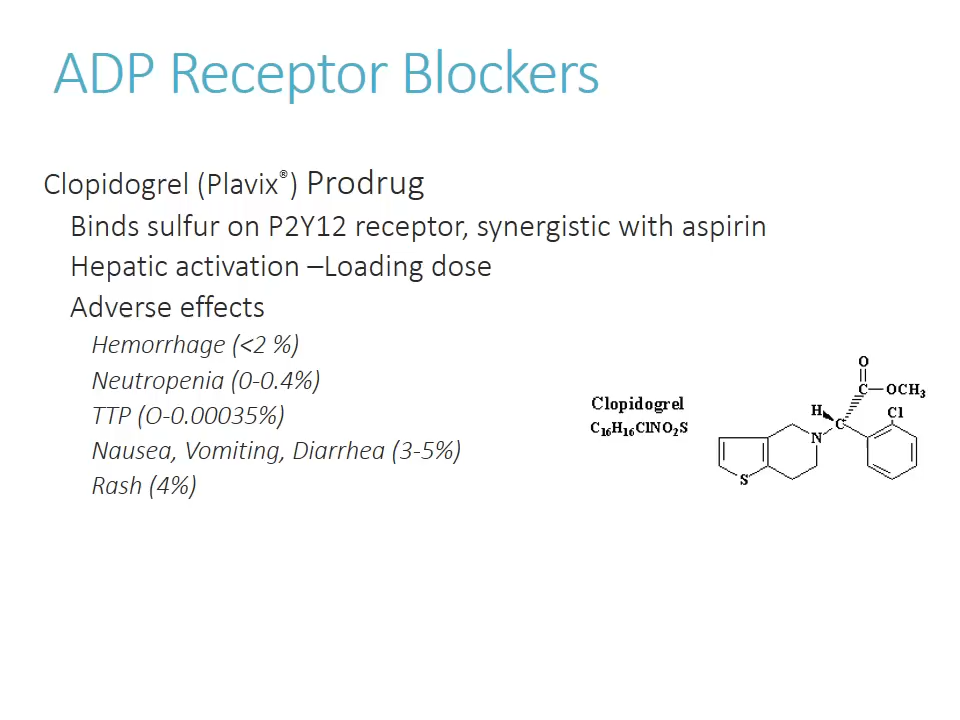 ADP Receptor Blockers
Clopidogrel (Plavix®) Prodrug
Binds sulfur on P2Y12 receptor, synergistic with aspirin
Hepatic activation –Loading dose
Adverse effects
Hemorrhage (<2 %)
Neutropenia (0-0.4%)
TTP (O-0.00035%)
Nausea, Vomiting, Diarrhea (3-5%)
Rash (4%)
Clopidogrel
C₁₆H₁₆ClNO₂S
O
C
OCH₃
H
C
Cl
N
S